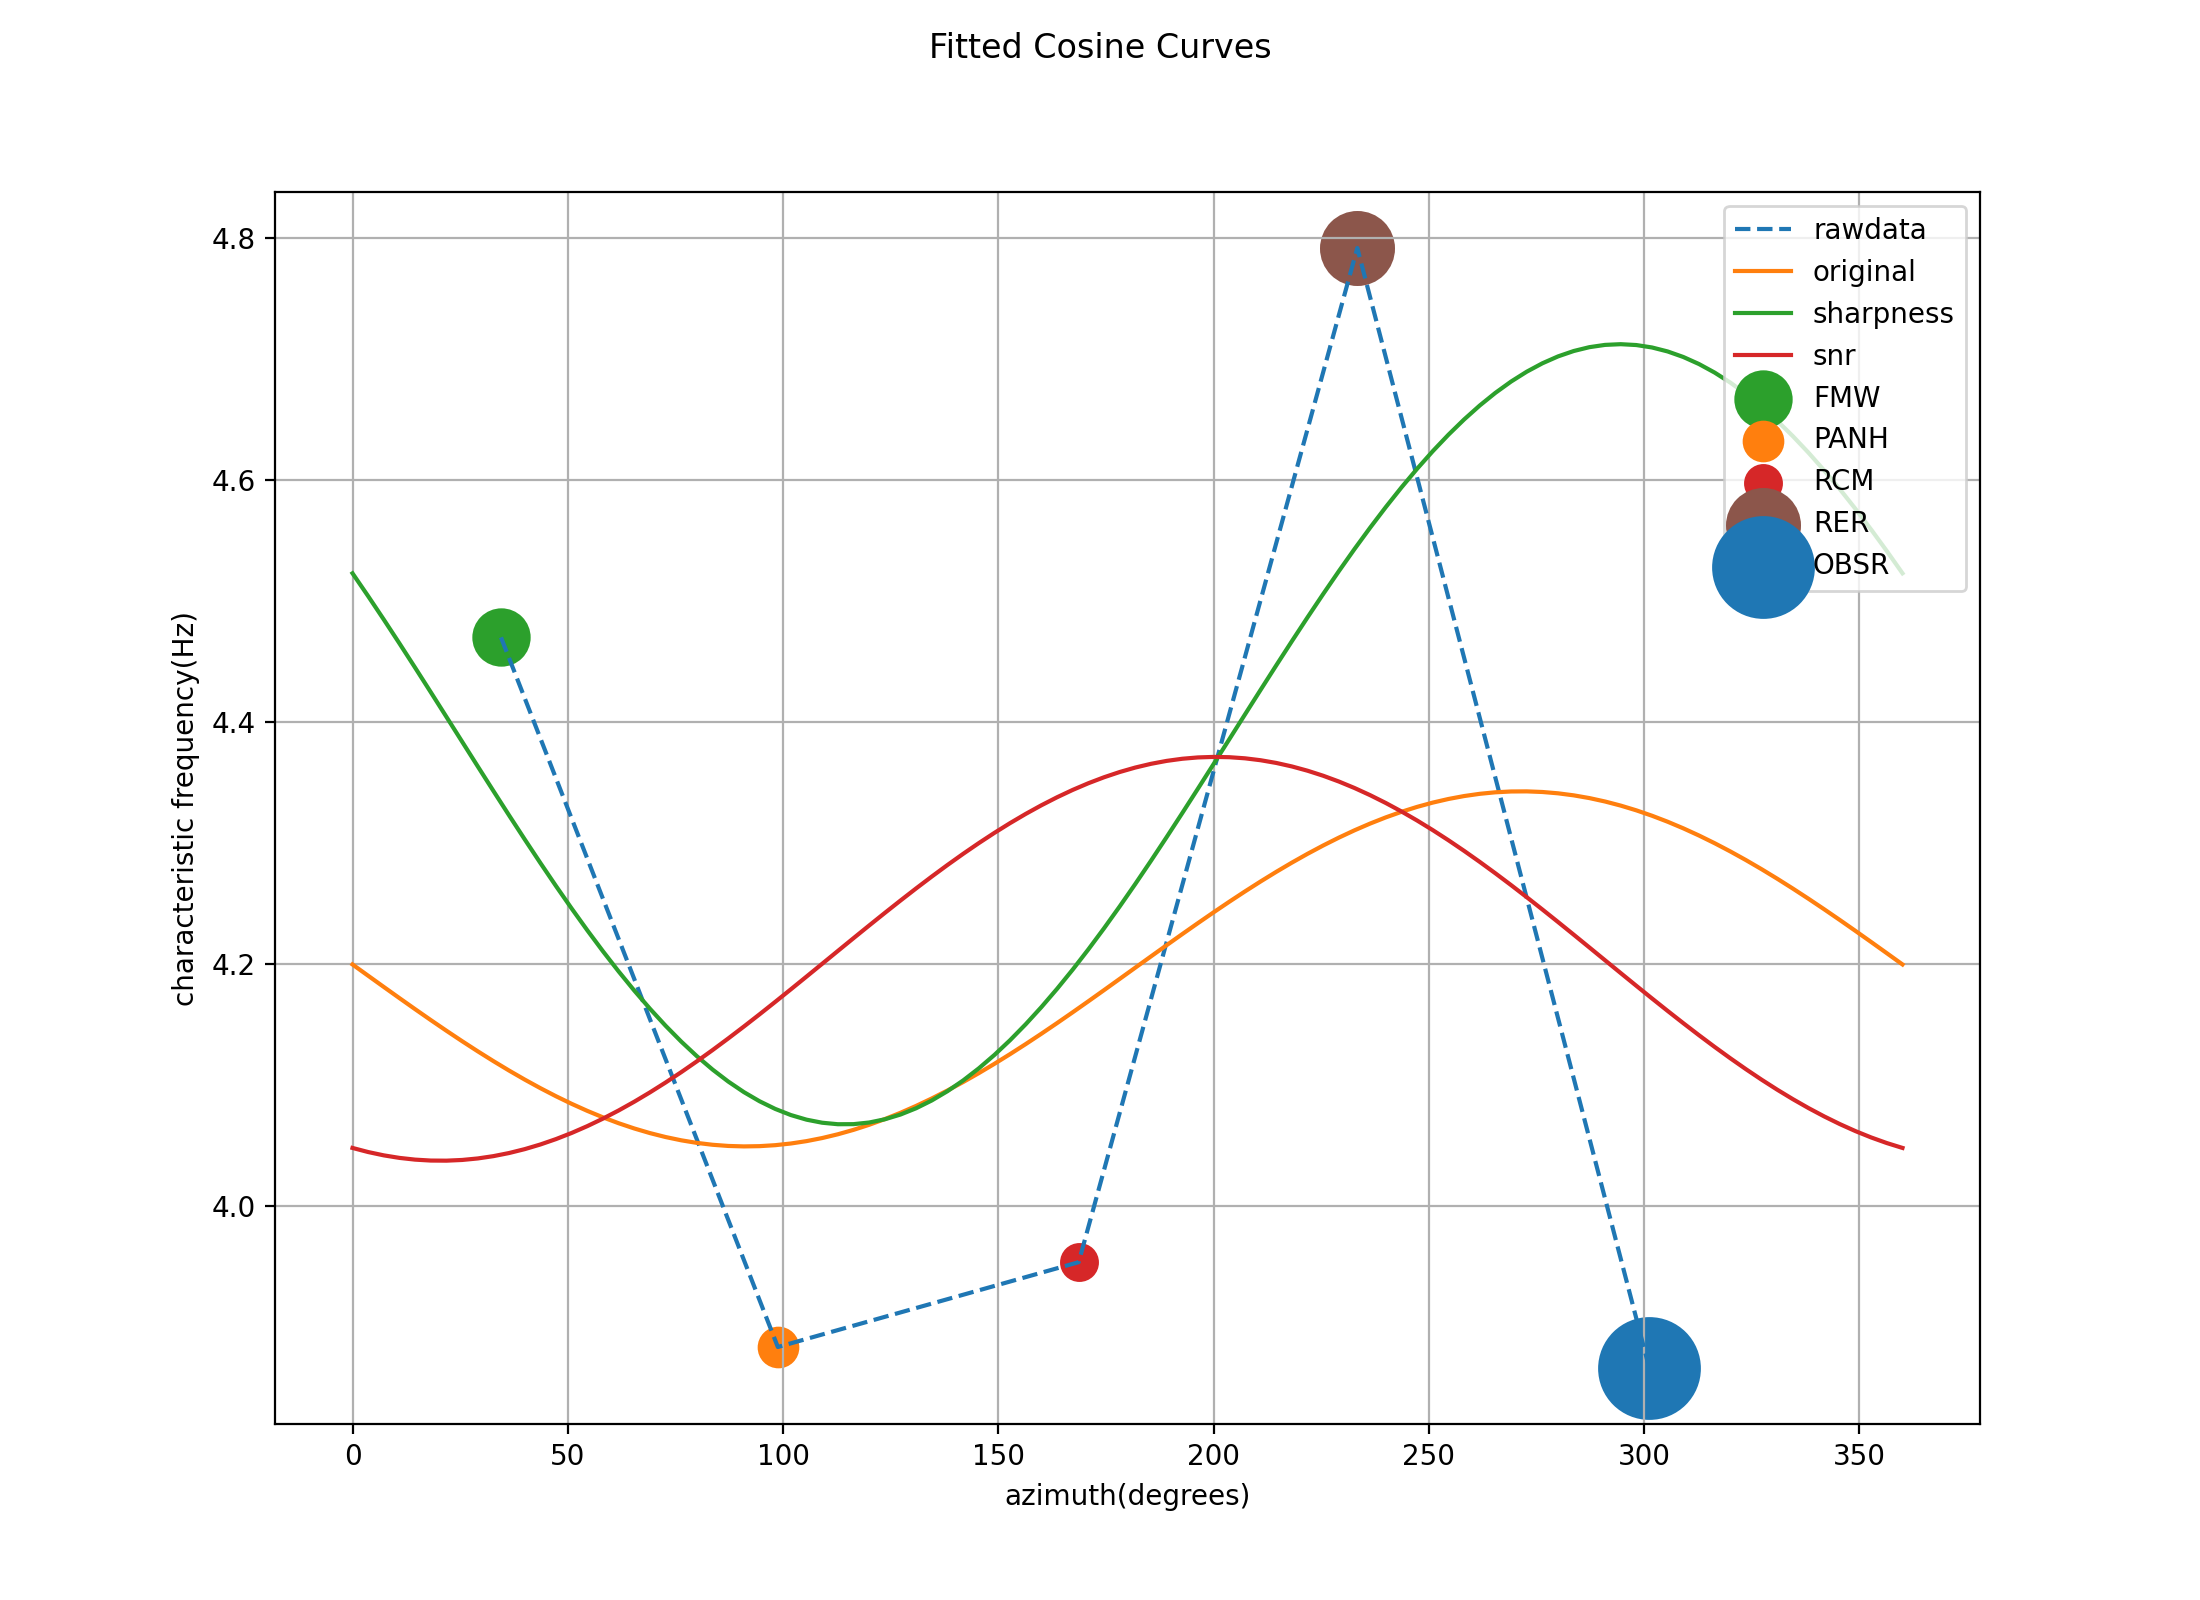 Fitted Cosine Curves
rawdata
original
sharpness
snr
FMW
PANH
RCM
RER
OBSR
characteristic frequency(Hz)
4.8
4.6
4.4
4.2
4.0
0 50 100 150 200 250 300 350
azimuth(degrees)